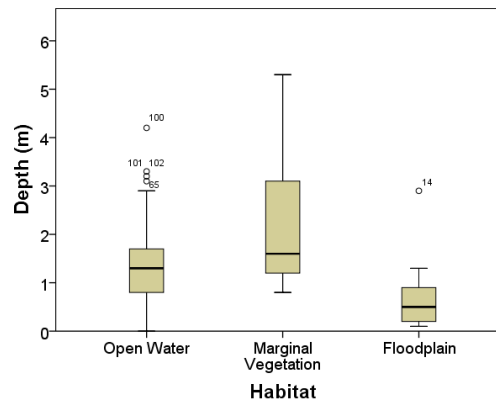 6
5
4
3
2
1
0
Depth (m)
100
101 102
65
14
Open Water
Marginal
Vegetation
Floodplain
Habitat